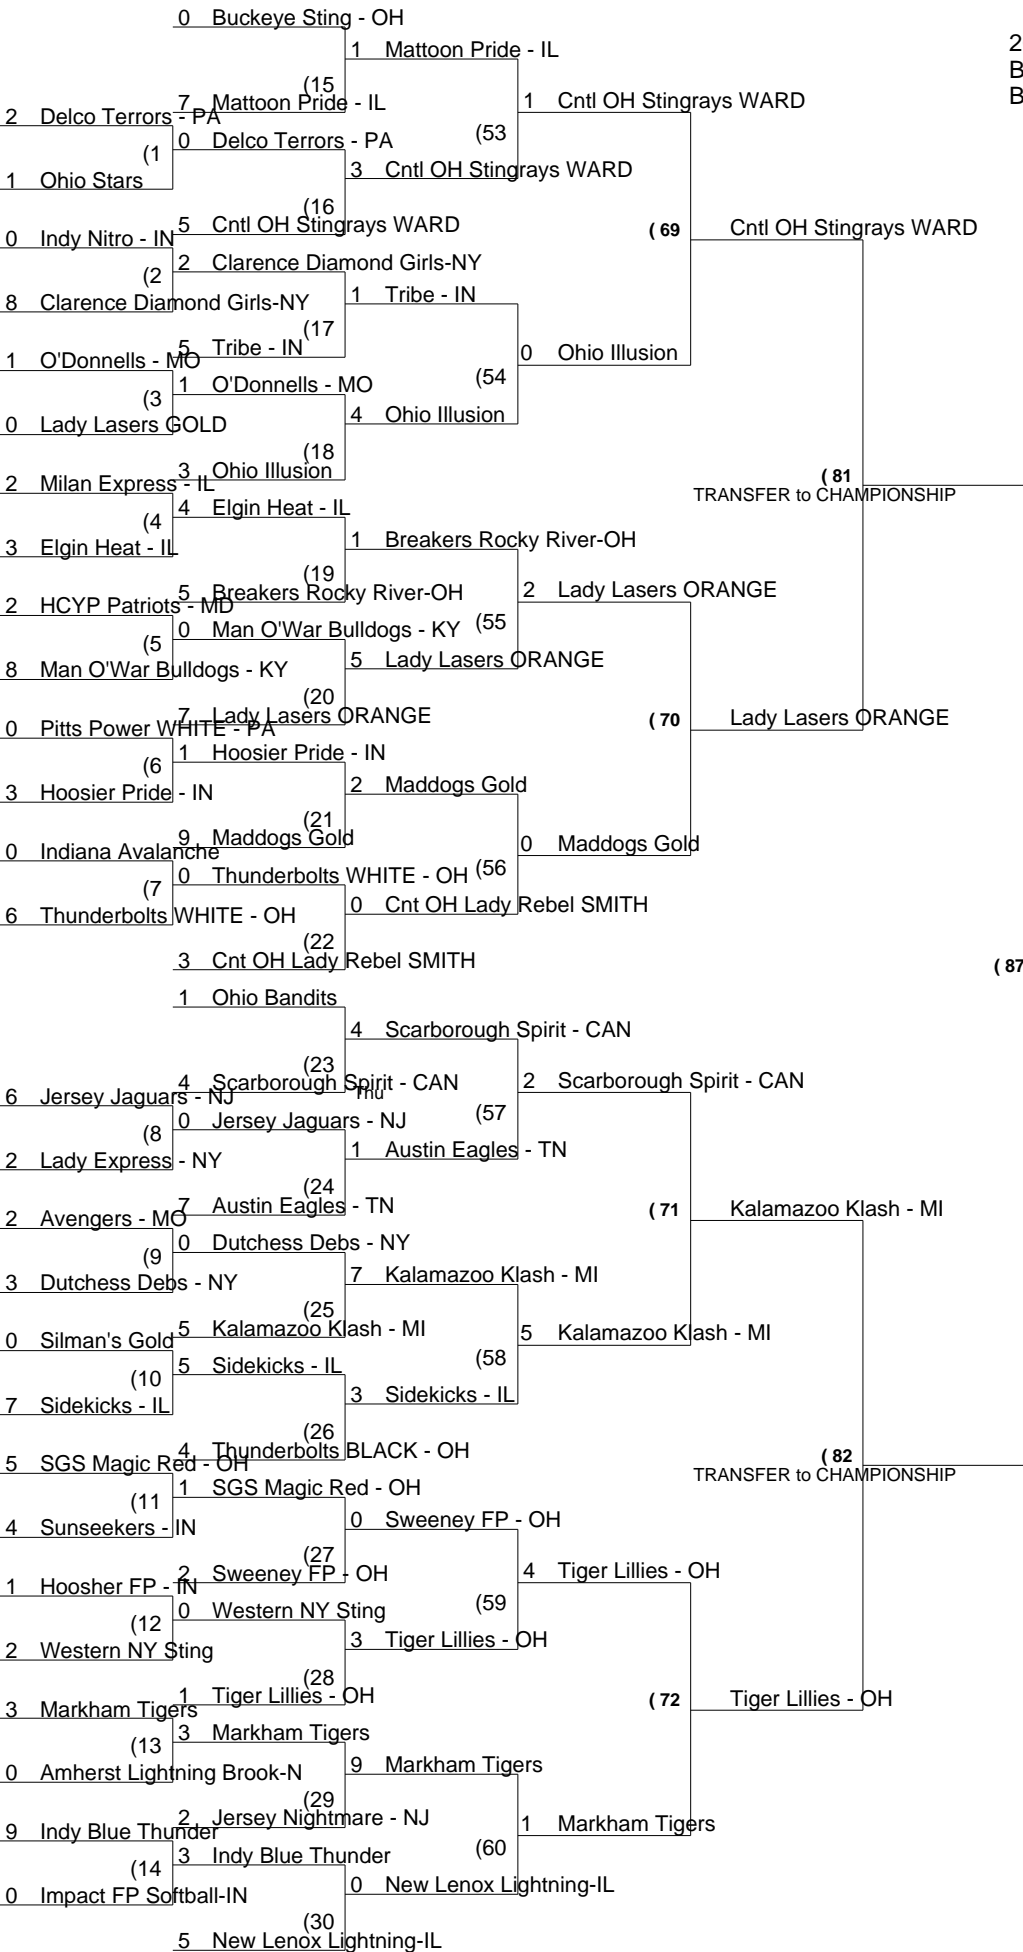 0 Buckeye Sting - OH
2
1 Mattoon Pride - IL
B
(15
7 Mattoon Pride - IL
1 Cntl OH Stingrays WARD
B
2 Delco Terrors - PA
(53
0 Delco Terrors - PA
(1
3 Cntl OH Stingrays WARD
1 Ohio Stars
(16
5 Cntl OH Stingrays WARD
( 69 Cntl OH Stingrays WARD
0 Indy Nitro - IN
2 Clarence Diamond Girls-NY
(2
1 Tribe - IN
8 Clarence Diamond Girls-NY
(17
5 Tribe - IN
0 Ohio Illusion
1 O'Donnells - MO
(54
1 O'Donnells - MO
(3
4 Ohio Illusion
0 Lady Lasers GOLD
(18
3 Ohio Illusion
2 Milan Express - IL
( 81
TRANSFER to CHAMPIONSHIP
4 Elgin Heat - IL
(4
1 Breakers Rocky River-OH
3 Elgin Heat - IL
(19
5 Breakers Rocky River-OH
2 Lady Lasers ORANGE
2 HCYP Patriots - MD
(55
0 Man O'War Bulldogs - KY
(5
5 Lady Lasers ORANGE
8 Man O'War Bulldogs - KY
(20
7 Lady Lasers ORANGE
( 70 Lady Lasers ORANGE
0 Pitts Power WHITE - PA
1 Hoosier Pride - IN
(6
2 Maddogs Gold
3 Hoosier Pride - IN
(21
9 Maddogs Gold
0 Maddogs Gold
0 Indiana Avalanche
(56
0 Thunderbolts WHITE - OH
(7
0 Cnt OH Lady Rebel SMITH
6 Thunderbolts WHITE - OH
(22
3 Cnt OH Lady Rebel SMITH
( 87
1 Ohio Bandits
4 Scarborough Spirit - CAN
(23
4 Scarborough Spirit - CAN
2 Scarborough Spirit - CAN
Thu
6 Jersey Jaguars - NJ
(57
0 Jersey Jaguars - NJ
(8
1 Austin Eagles - TN
2 Lady Express - NY
(24
7 Austin Eagles - TN
( 71 Kalamazoo Klash - MI
2 Avengers - MO
0 Dutchess Debs - NY
(9
7 Kalamazoo Klash - MI
3 Dutchess Debs - NY
(25
5 Kalamazoo Klash - MI
5 Kalamazoo Klash - MI
0 Silman's Gold
(58
5 Sidekicks - IL
(10
3 Sidekicks - IL
7 Sidekicks - IL
(26
4 Thunderbolts BLACK - OH
( 82
TRANSFER to CHAMPIONSHIP
5 SGS Magic Red - OH
1 SGS Magic Red - OH
(11
0 Sweeney FP - OH
4 Sunseekers - IN
(27
2 Sweeney FP - OH
4 Tiger Lillies - OH
1 Hoosher FP - IN
(59
0 Western NY Sting
(12
3 Tiger Lillies - OH
2 Western NY Sting
(28
1 Tiger Lillies - OH
( 72 Tiger Lillies - OH
3 Markham Tigers
3 Markham Tigers
(13
9 Markham Tigers
0 Amherst Lightning Brook-N
(29
2 Jersey Nightmare - NJ
1 Markham Tigers
9 Indy Blue Thunder
(60
3 Indy Blue Thunder
(14
0 New Lenox Lightning-IL
0 Impact FP Softball-IN
(30
5 New Lenox Lightning-IL